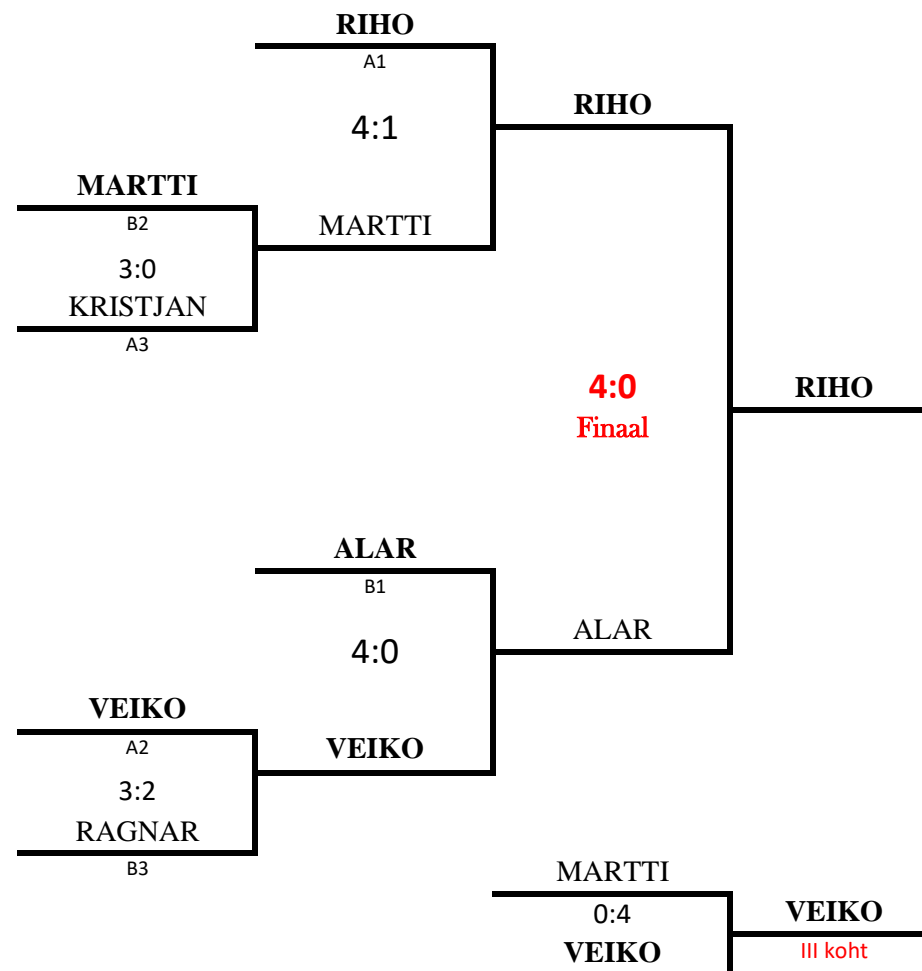 RIHO
A1
4:1
RIHO
MARTTI
B2
MARTTI
3:0
KRISTJAN
A3
4:0
Finaal
RIHO
ALAR
B1
4:0
ALAR
VEIKO
A2
VEIKO
3:2
RAGNAR
B3
MARTTI
0:4
VEIKO
VEIKO
III koht